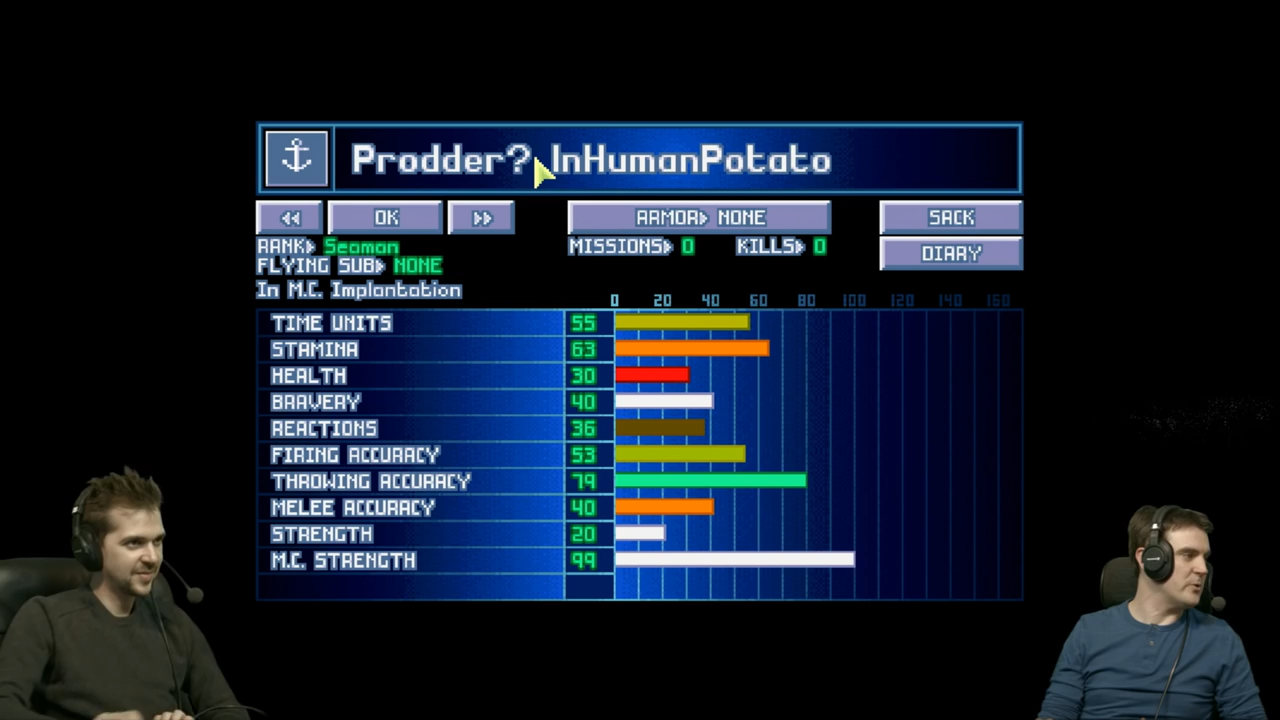 Prodder? InHumanPotato
OK
ARMOR> NONE
SACK
RANK> Seaman
MISSIONS> 0
KILLS> 0
DIARY
FLYING SUB> NONE
In M.C. Implantation
0 20 40 60 80 100 120 140 160
TIME UNITS 55
STAMINA 63
HEALTH 30
BRAVERY 40
REACTIONS 36
FIRING ACCURACY 53
THROWING ACCURACY 79
MELEE ACCURACY 40
STRENGTH 20
M.C. STRENGTH 99